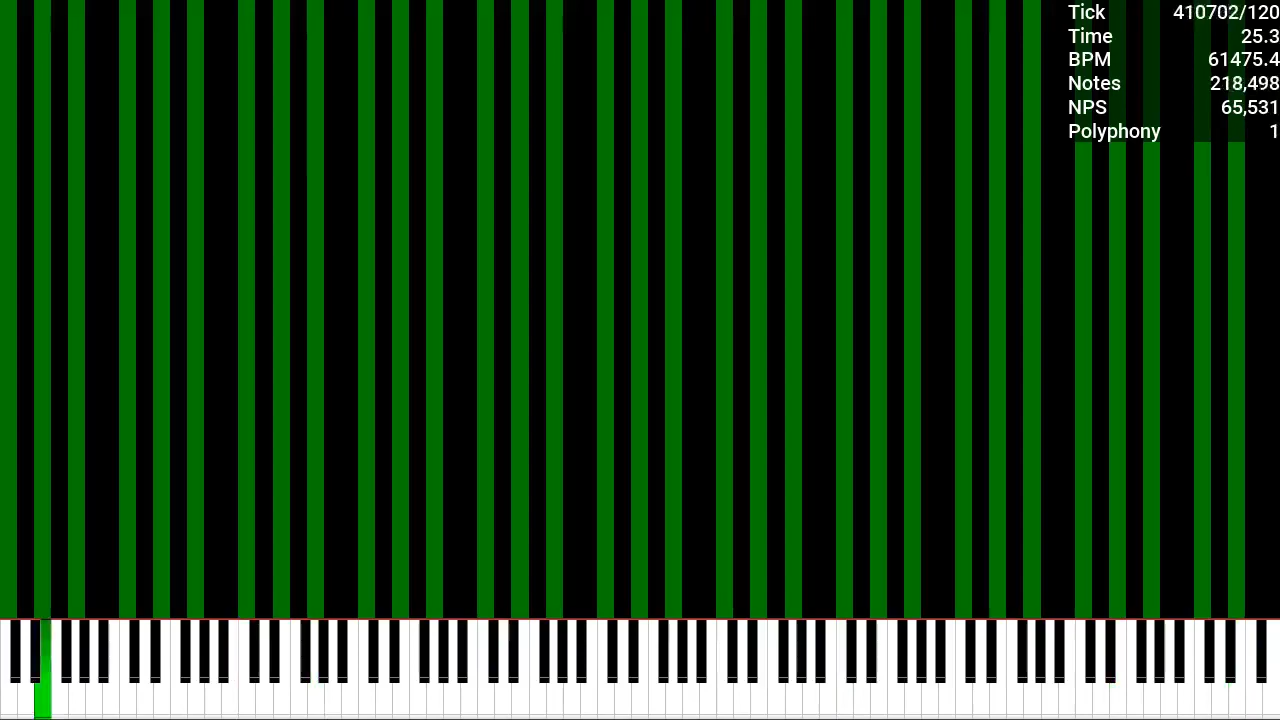 Tick 410702/120
Time 25.3
BPM 61475.4
Notes 218,498
NPS 65,531
Polyphony 1